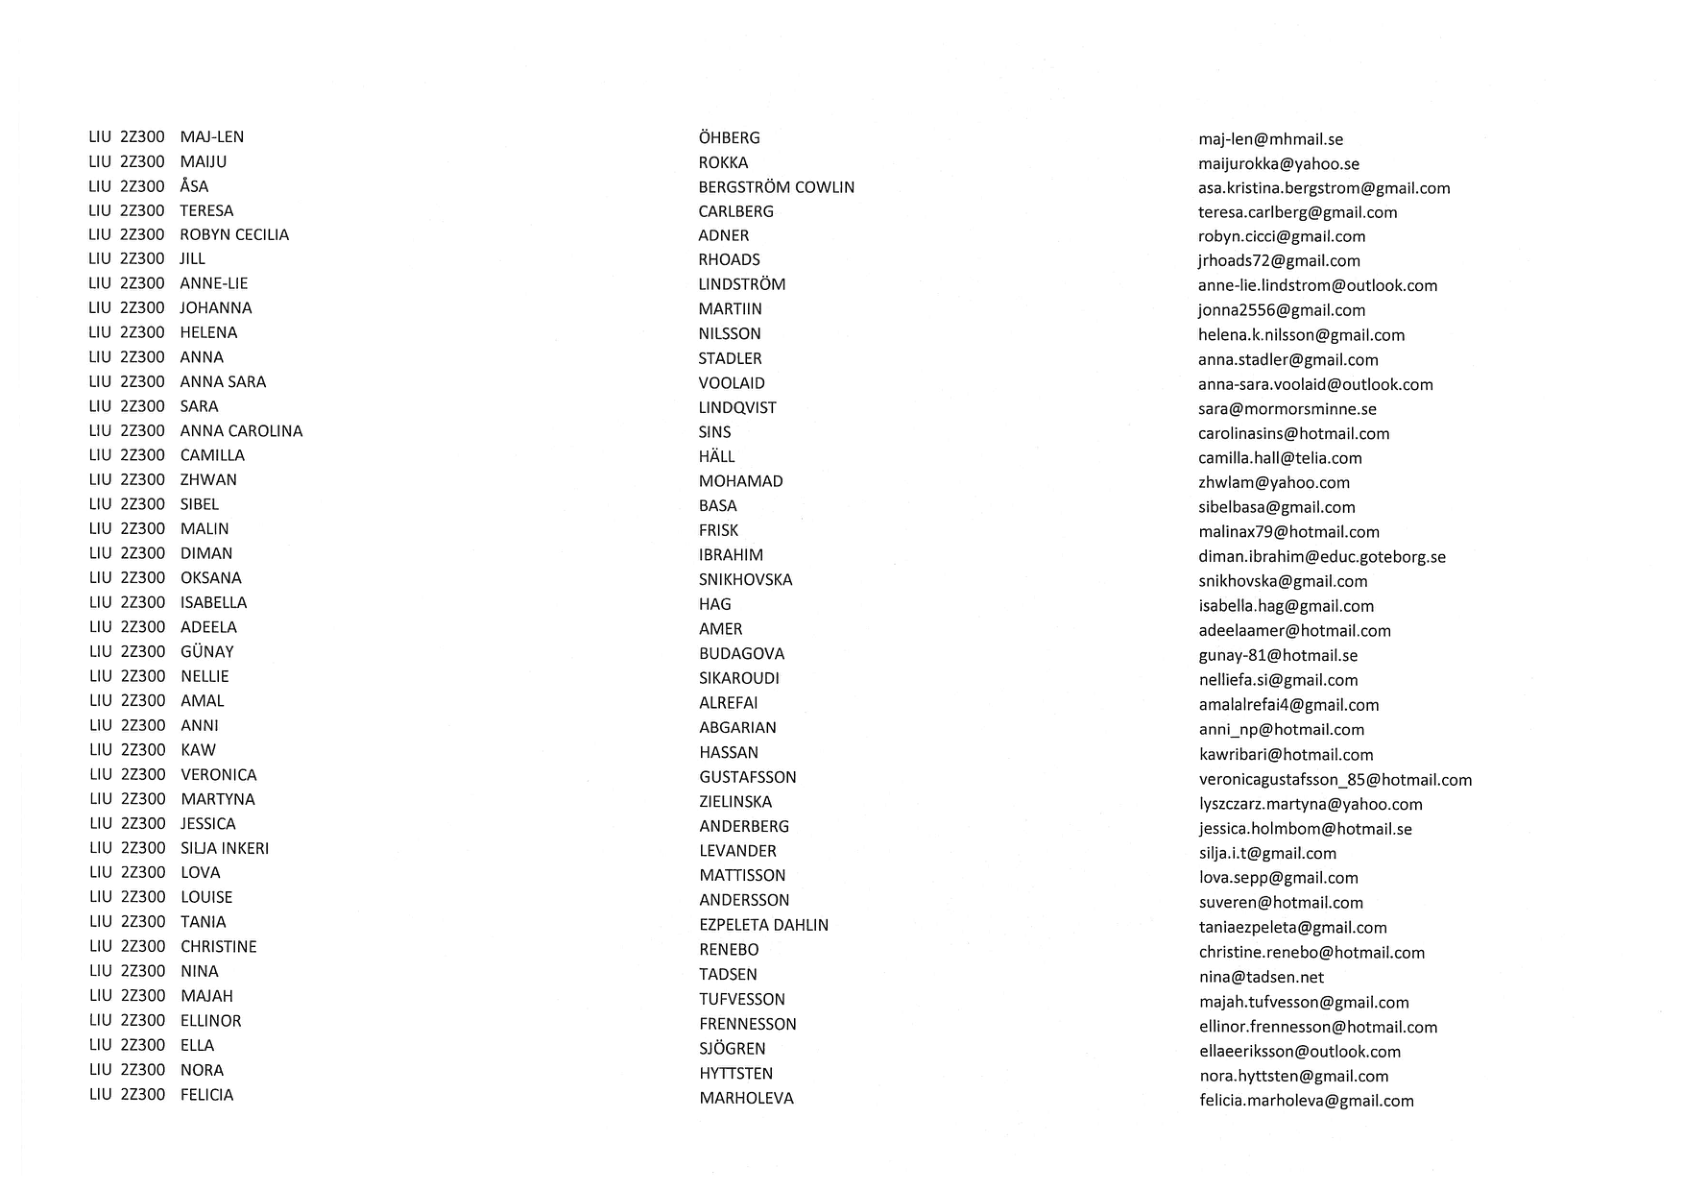 LIU 2Z300 MAJ-LEN ÖHBERG maj-len@mhmail.se
LIU 2Z300 MAIJU ROKKA maijurokka@yahoo.se
LIU 2Z300 ÅSA BERGSTRÖM COWLIN asa.kristina.bergstrom@gmail.com
LIU 2Z300 TERESA CARLBERG teresa.carlberg@gmail.com
LIU 2Z300 ROBYN CECILIA ADNER robyn.cicci@gmail.com
LIU 2Z300 JILL RHOADS jrhoads72@gmail.com
LIU 2Z300 ANNE-LIE LINDSTRÖM anne-lie.lindstrom@outlook.com
LIU 2Z300 JOHANNA MARTIIN jonna2556@gmail.com
LIU 2Z300 HELENA NILSSON helena.k.nilsson@gmail.com
LIU 2Z300 ANNA STADLER anna.stadler@gmail.com
LIU 2Z300 ANNA SARA VOOLAID anna-sara.voolaid@outlook.com
LIU 2Z300 SARA LINDQVIST sara@mormorsminne.se
LIU 2Z300 ANNA CAROLINA SINS carolinasins@hotmail.com
LIU 2Z300 CAMILLA HÄLL camilla.hall@telia.com
LIU 2Z300 ZHWAN MOHAMAD zhwlam@yahoo.com
LIU 2Z300 SIBEL BASA sibelbasa@gmail.com
LIU 2Z300 MALIN FRISK malinax79@hotmail.com
LIU 2Z300 DIMAN IBRAHIM diman.ibrahim@educ.goteborg.se
LIU 2Z300 OKSANA SNIKHOVSKA snikhovska@gmail.com
LIU 2Z300 ISABELLA HAG isabella.hag@gmail.com
LIU 2Z300 ADEELA AMER adeelaamer@hotmail.com
LIU 2Z300 GÜNAY BUDAGOVA gunay-81@hotmail.se
LIU 2Z300 NELLIE SIKAROUDI nelliefa.si@gmail.com
LIU 2Z300 AMAL ALREFAI amalalrefai4@gmail.com
LIU 2Z300 ANNI ABGARIAN anni_np@hotmail.com
LIU 2Z300 KAW HASSAN kawribari@hotmail.com
LIU 2Z300 VERONICA GUSTAFSSON veronicagustafsson_85@hotmail.com
LIU 2Z300 MARTYNA ZIELINSKA lyszczarz.martyna@yahoo.com
LIU 2Z300 JESSICA ANDERBERG jessica.holmbom@hotmail.se
LIU 2Z300 SILJA INKERI LEVANDER silja.i.t@gmail.com
LIU 2Z300 LOVA MATTISSON lova.sepp@gmail.com
LIU 2Z300 LOUISE ANDERSSON suveren@hotmail.com
LIU 2Z300 TANIA EZPELETA DAHLIN taniaezpeleta@gmail.com
LIU 2Z300 CHRISTINE RENEBO christine.renebo@hotmail.com
LIU 2Z300 NINA TADSEN nina@tadsen.net
LIU 2Z300 MAJAH TUFVESSON majah.tufvesson@gmail.com
LIU 2Z300 ELLINOR FRENNESSON ellinor.frennesson@hotmail.com
LIU 2Z300 ELLA SJÖGREN ellaeeriksson@outlook.com
LIU 2Z300 NORA HYTTSTEN nora.hyttsten@gmail.com
LIU 2Z300 FELICIA MARHOLEVA felicia.marholeva@gmail.com